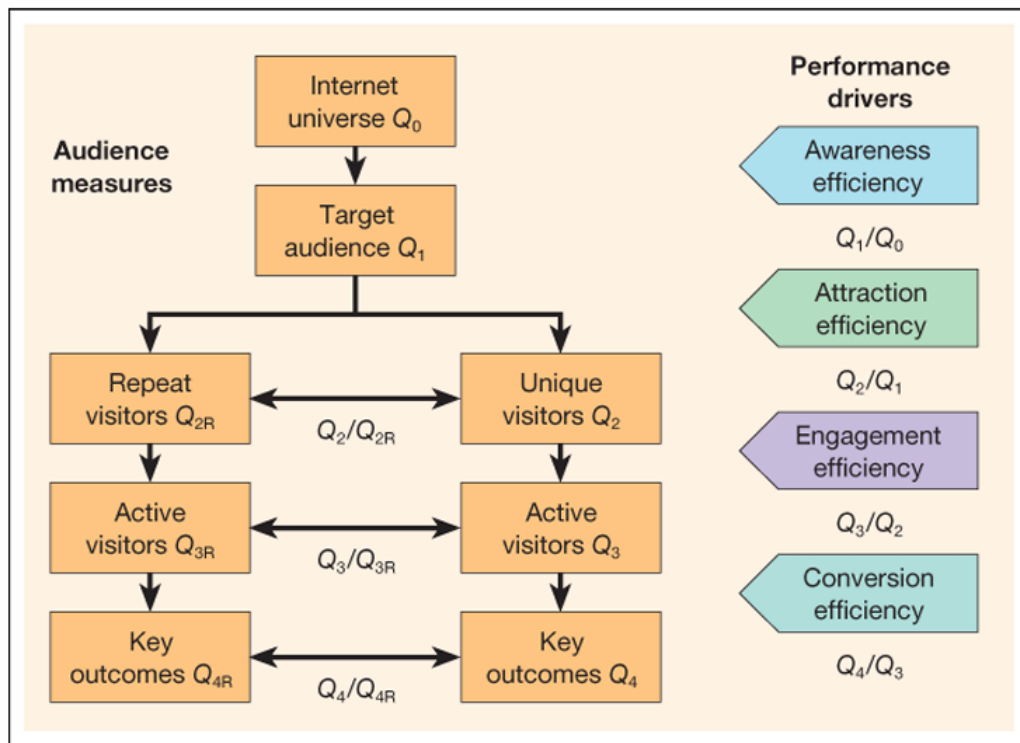 Internet
universe Q0
Audience
measures
Target
audience Q1
Repeat
visitors Q2R
Q2/Q2R
Unique
visitors Q2
Active
visitors Q3R
Q3/Q3R
Active
visitors Q3
Key
outcomes Q4R
Q4/Q4R
Key
outcomes Q4
Performance
drivers
Awareness
efficiency
Q1/Q0
Attraction
efficiency
Q2/Q1
Engagement
efficiency
Q3/Q2
Conversion
efficiency
Q4/Q3